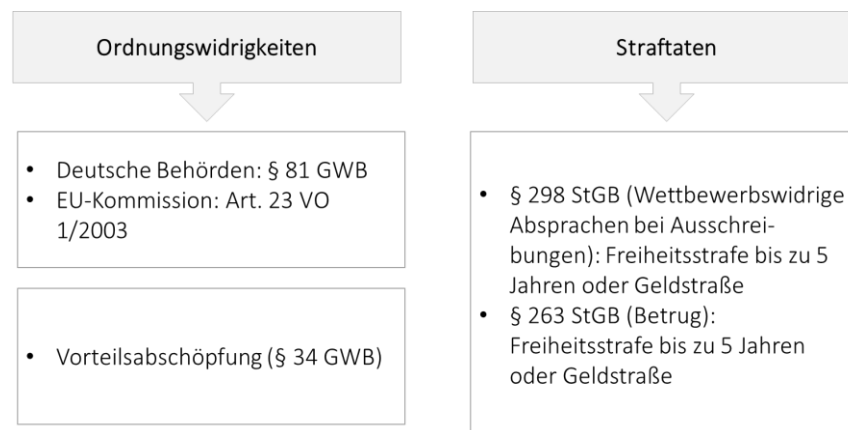 Ordnungswidrigkeiten
• Deutsche Behörden: § 81 GWB
• EU-Kommission: Art. 23 VO
1/2003
• Vorteilsabschöpfung (§ 34 GWB)
Straftaten
• § 298 StGB (Wettbewerbswidrige
Absprachen bei Ausschrei-
bungen): Freiheitsstrafe bis zu 5
Jahren oder Geldstraße
• § 263 StGB (Betrug):
Freiheitsstrafe bis zu 5 Jahren
oder Geldstraße